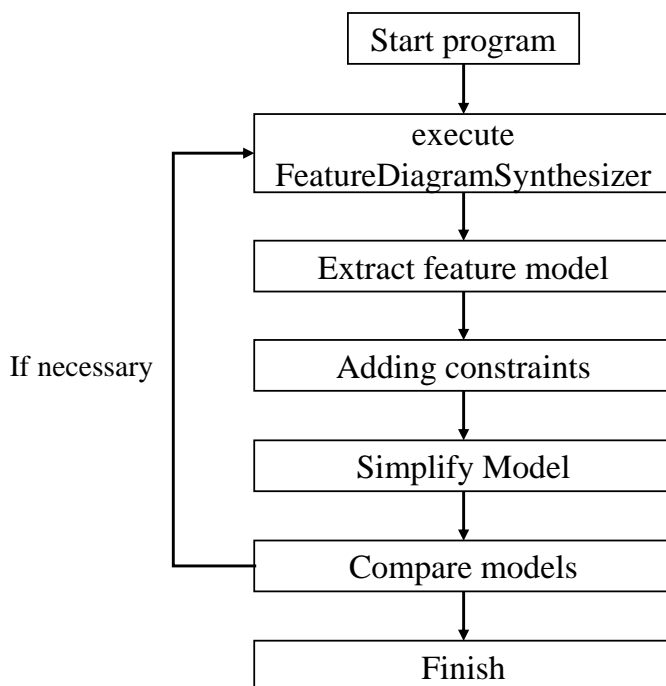 Start program
execute
FeatureDiagramSynthesizer
Extract feature model
If necessary
Adding constraints
Simplify Model
Compare models
Finish